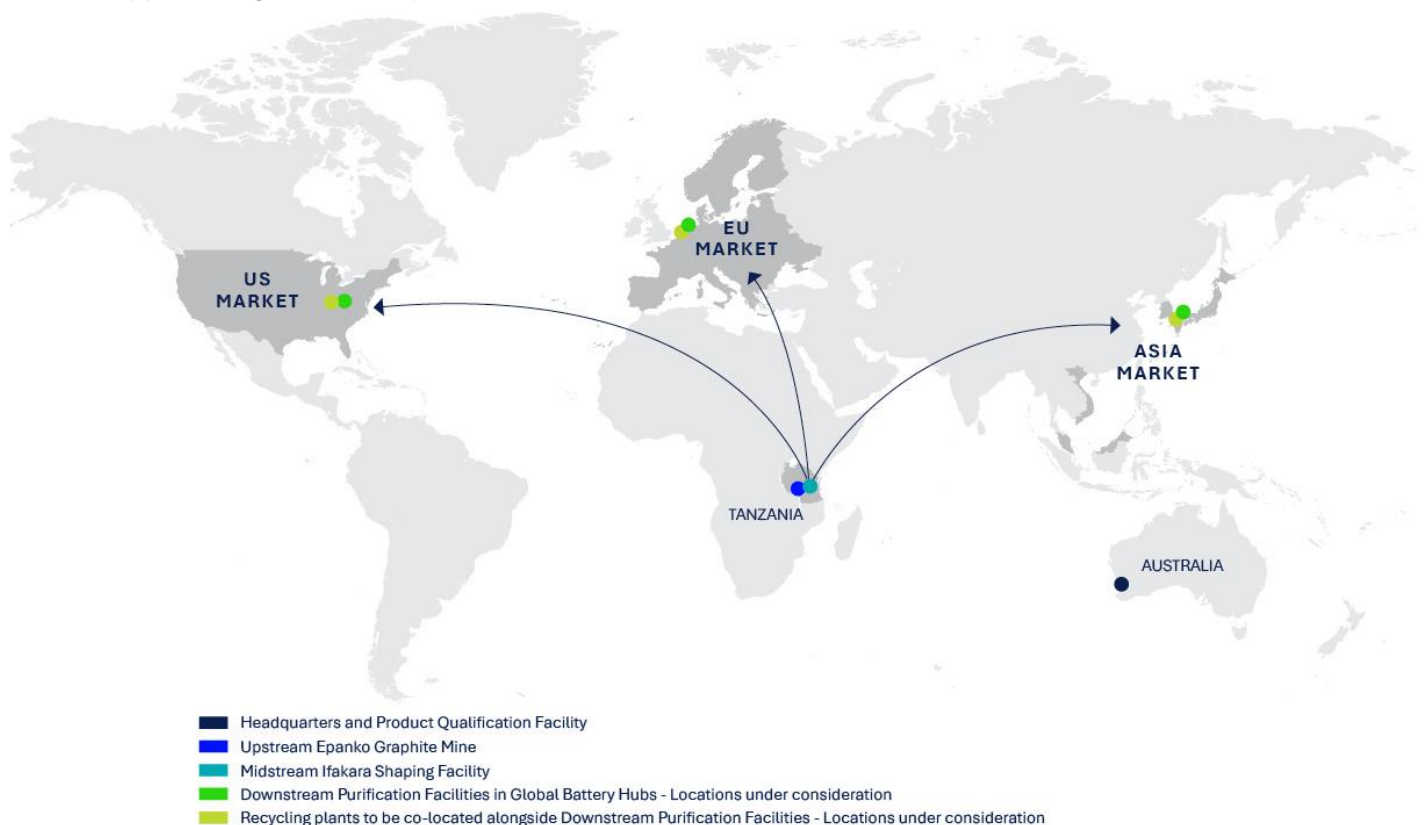 EU
MARKET
US
MARKET
ASIA
MARKET
TANZANIA
AUSTRALIA
Headquarters and Product Qualification Facility
Upstream Epanko Graphite Mine
Midstream Ifakara Shaping Facility
Downstream Purification Facilities in Global Battery Hubs - Locations under consideration
Recycling plants to be co-located alongside Downstream Purification Facilities - Locations under consideration